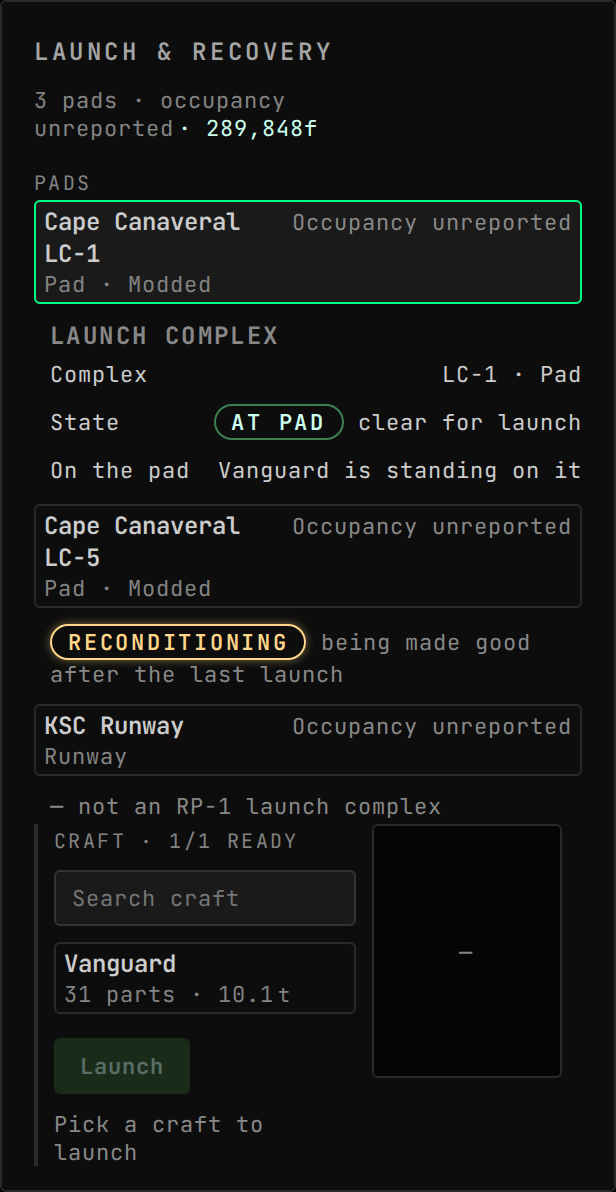 LAUNCH & RECOVERY
3 pads · occupancy
unreported · 289,848f
PADS
Cape Canaveral Occupancy unreported
LC-1
Pad · Modded
LAUNCH COMPLEX
Complex LC-1 · Pad
State AT PAD clear for launch
On the pad Vanguard is standing on it
Cape Canaveral Occupancy unreported
LC-5
Pad · Modded
RECONDITIONING being made good
after the last launch
KSC Runway Occupancy unreported
Runway
— not an RP-1 launch complex
CRAFT · 1/1 READY
Search craft
Vanguard
31 parts · 10.1t
—
Launch
Pick a craft to
launch